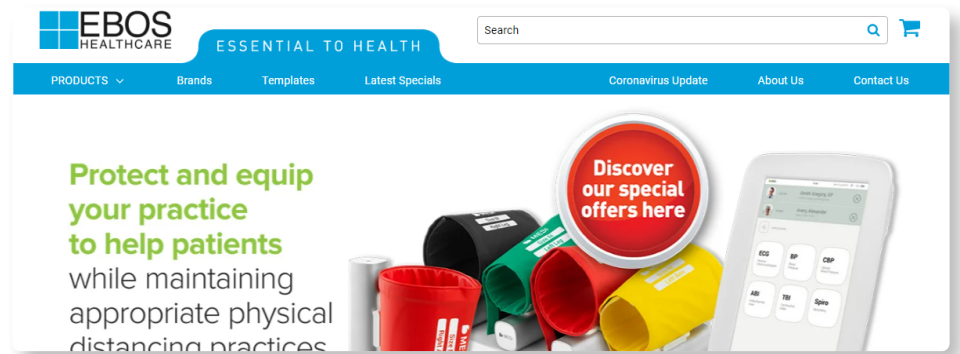 EBOS
HEALTHCARE
ESSENTIAL TO HEALTH
Search
PRODUCTS
Brands
Templates
Latest Specials
Coronavirus Update
About Us
Contact Us
Protect and equip
your practice
to help patients
while maintaining
appropriate physical
distancing practices
Discover
our special
offers here
ECG
BP
CBP
ABI
TBI
Spiro